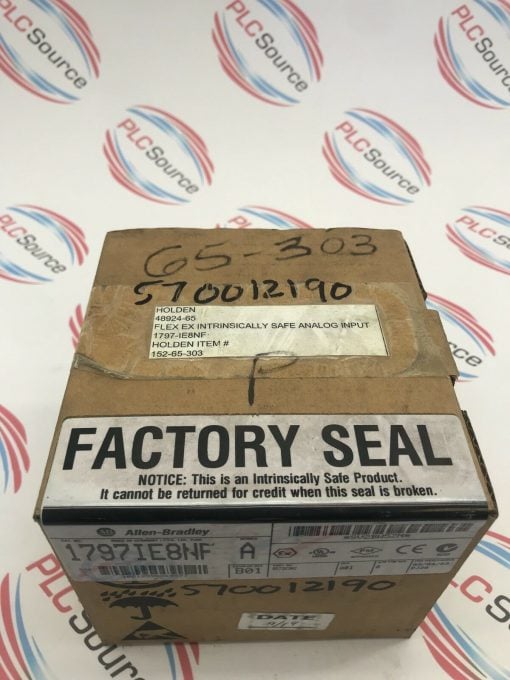 PLCSource
65-303
570012190
HOLDEN
48924-65
FLEX EX INTRINSICALLY SAFE ANALOG INPUT
1797-IE8NF
HOLDEN ITEM #
152-65-303
P
FACTORY SEAL
NOTICE: This is an Intrinsically Safe Product.
It cannot be returned for credit when this seal is broken.
AB Allen-Bradley
1797IE8NF
A
B01
570012190
DATE